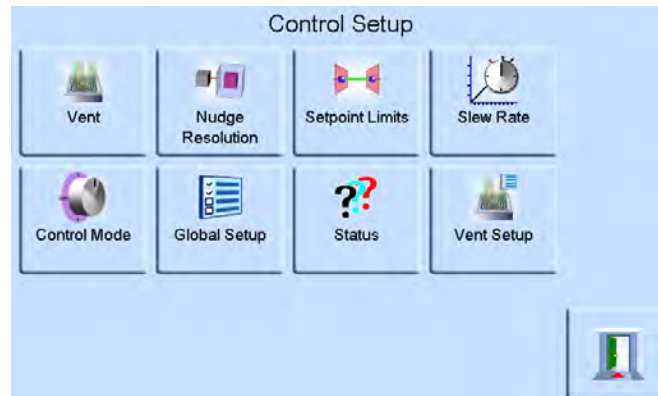 Control Setup
Vent
Nudge
Resolution
Setpoint Limits
Slew Rate
Control Mode
Global Setup
???
Status
Vent Setup